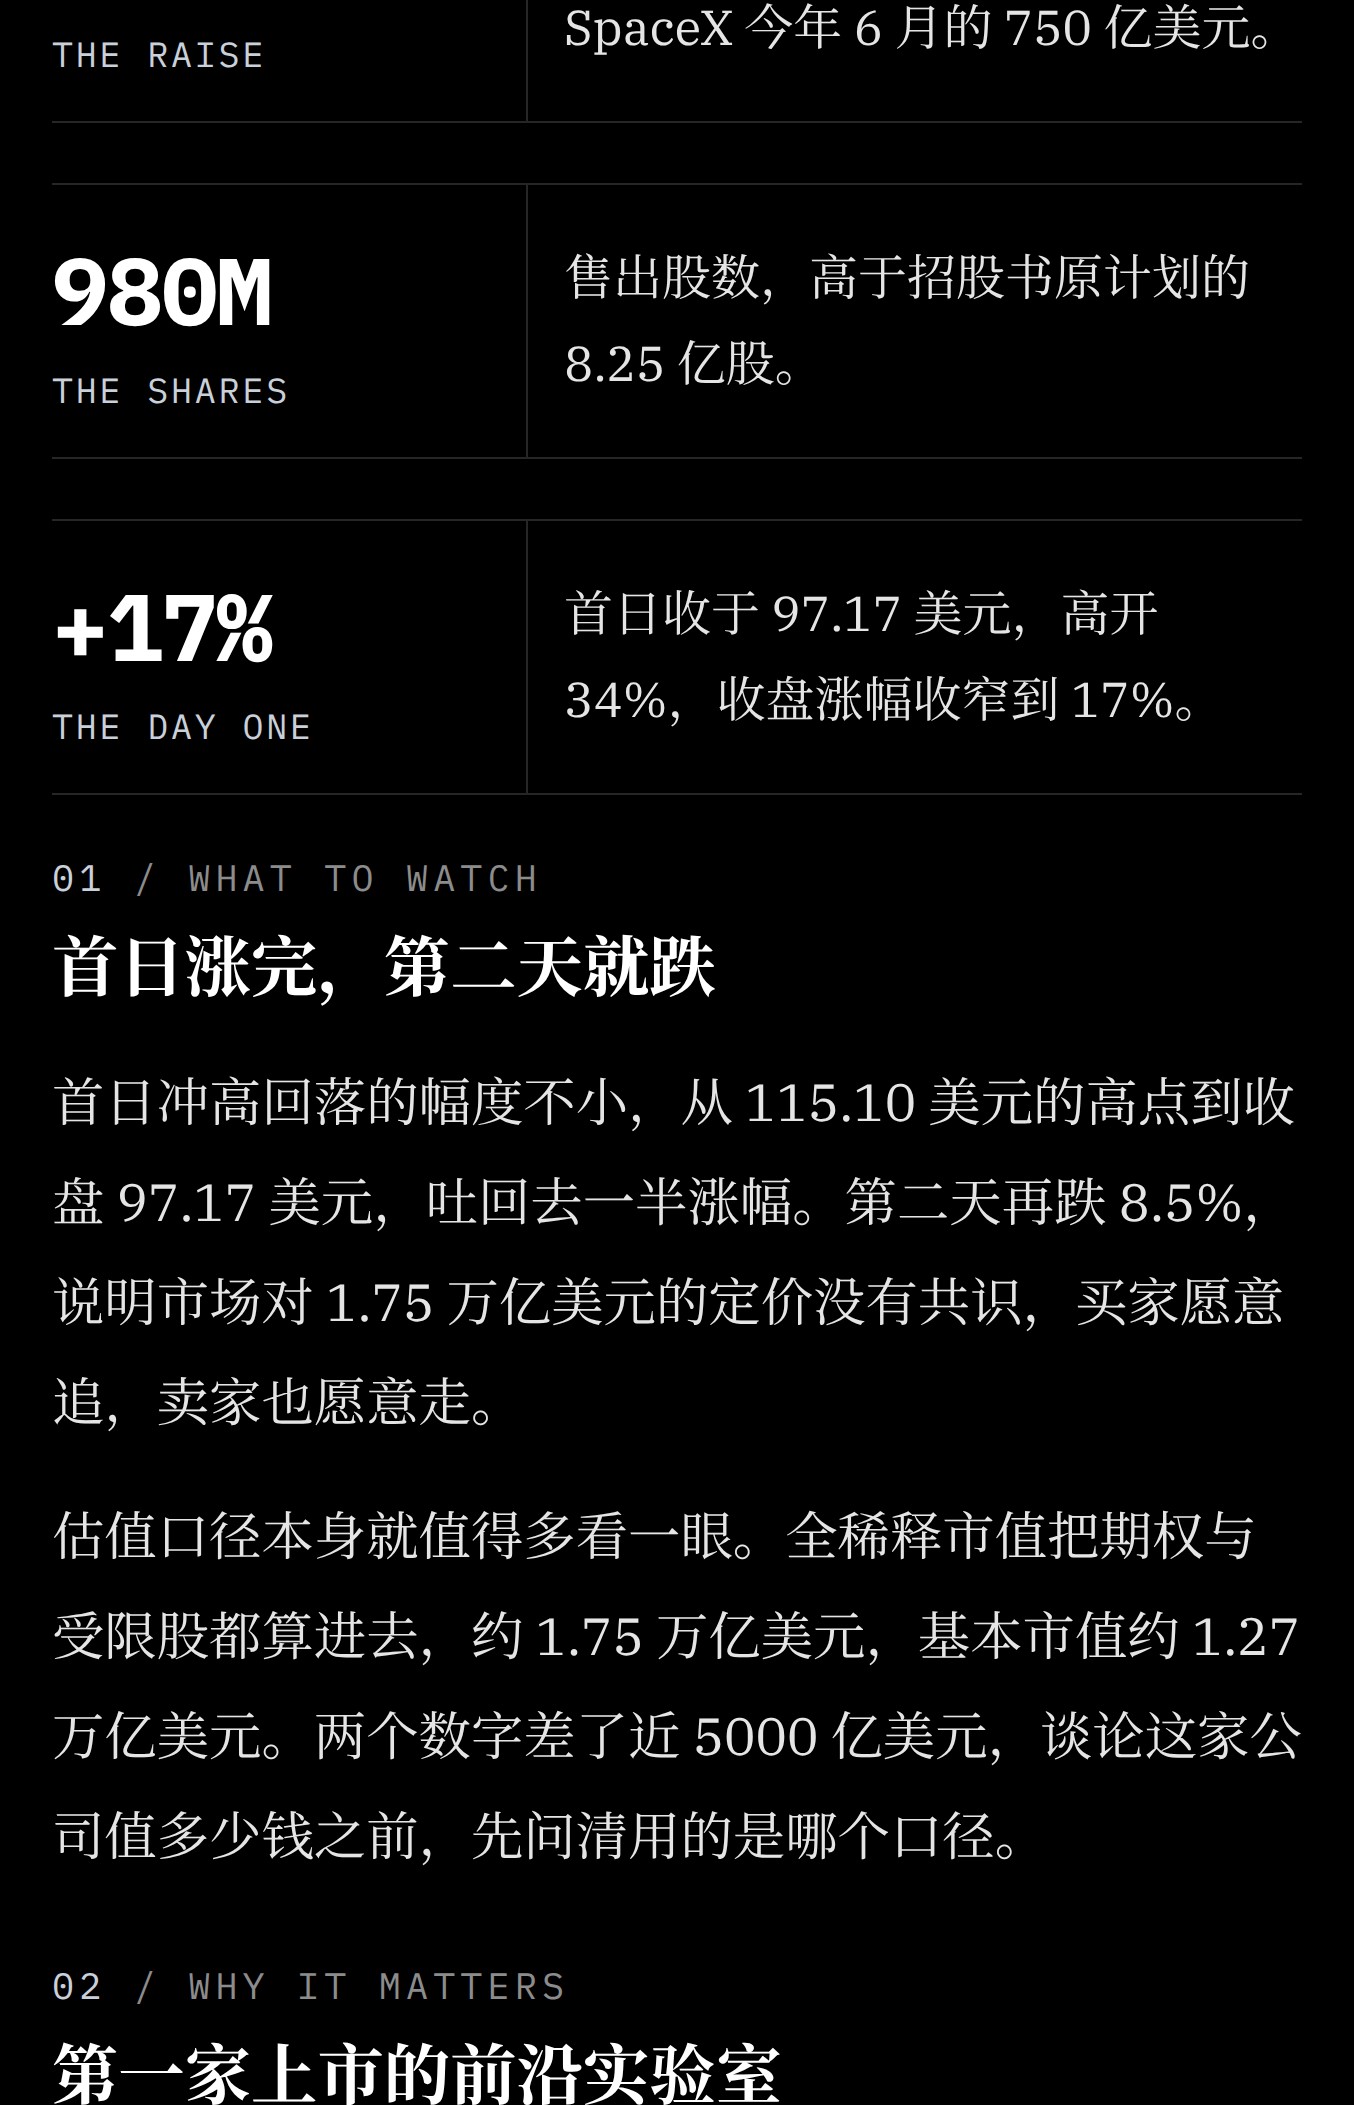 SpaceX 今年 6 月的 750 亿美元。
THE RAISE
980M
THE SHARES
售出股数，高于招股书原计划的
8.25 亿股。
+17%
THE DAY ONE
首日收于 97.17 美元，高开
34%，收盘涨幅收窄到 17%。
01 / WHAT TO WATCH
首日涨完，第二天就跌
首日冲高回落的幅度不小，从 115.10 美元的高点到收
盘 97.17 美元，吐回去一半涨幅。第二天再跌 8.5%，
说明市场对 1.75 万亿美元的定价没有共识，买家愿意
追，卖家也愿意走。
估值口径本身就值得多看一眼。全稀释市值把期权与
受限股都算进去，约 1.75 万亿美元，基本市值约 1.27
万亿美元。两个数字差了近 5000 亿美元，谈论这家公
司值多少钱之前，先问清用的是哪个口径。
02 / WHY IT MATTERS
第一家上市的前沿实验室